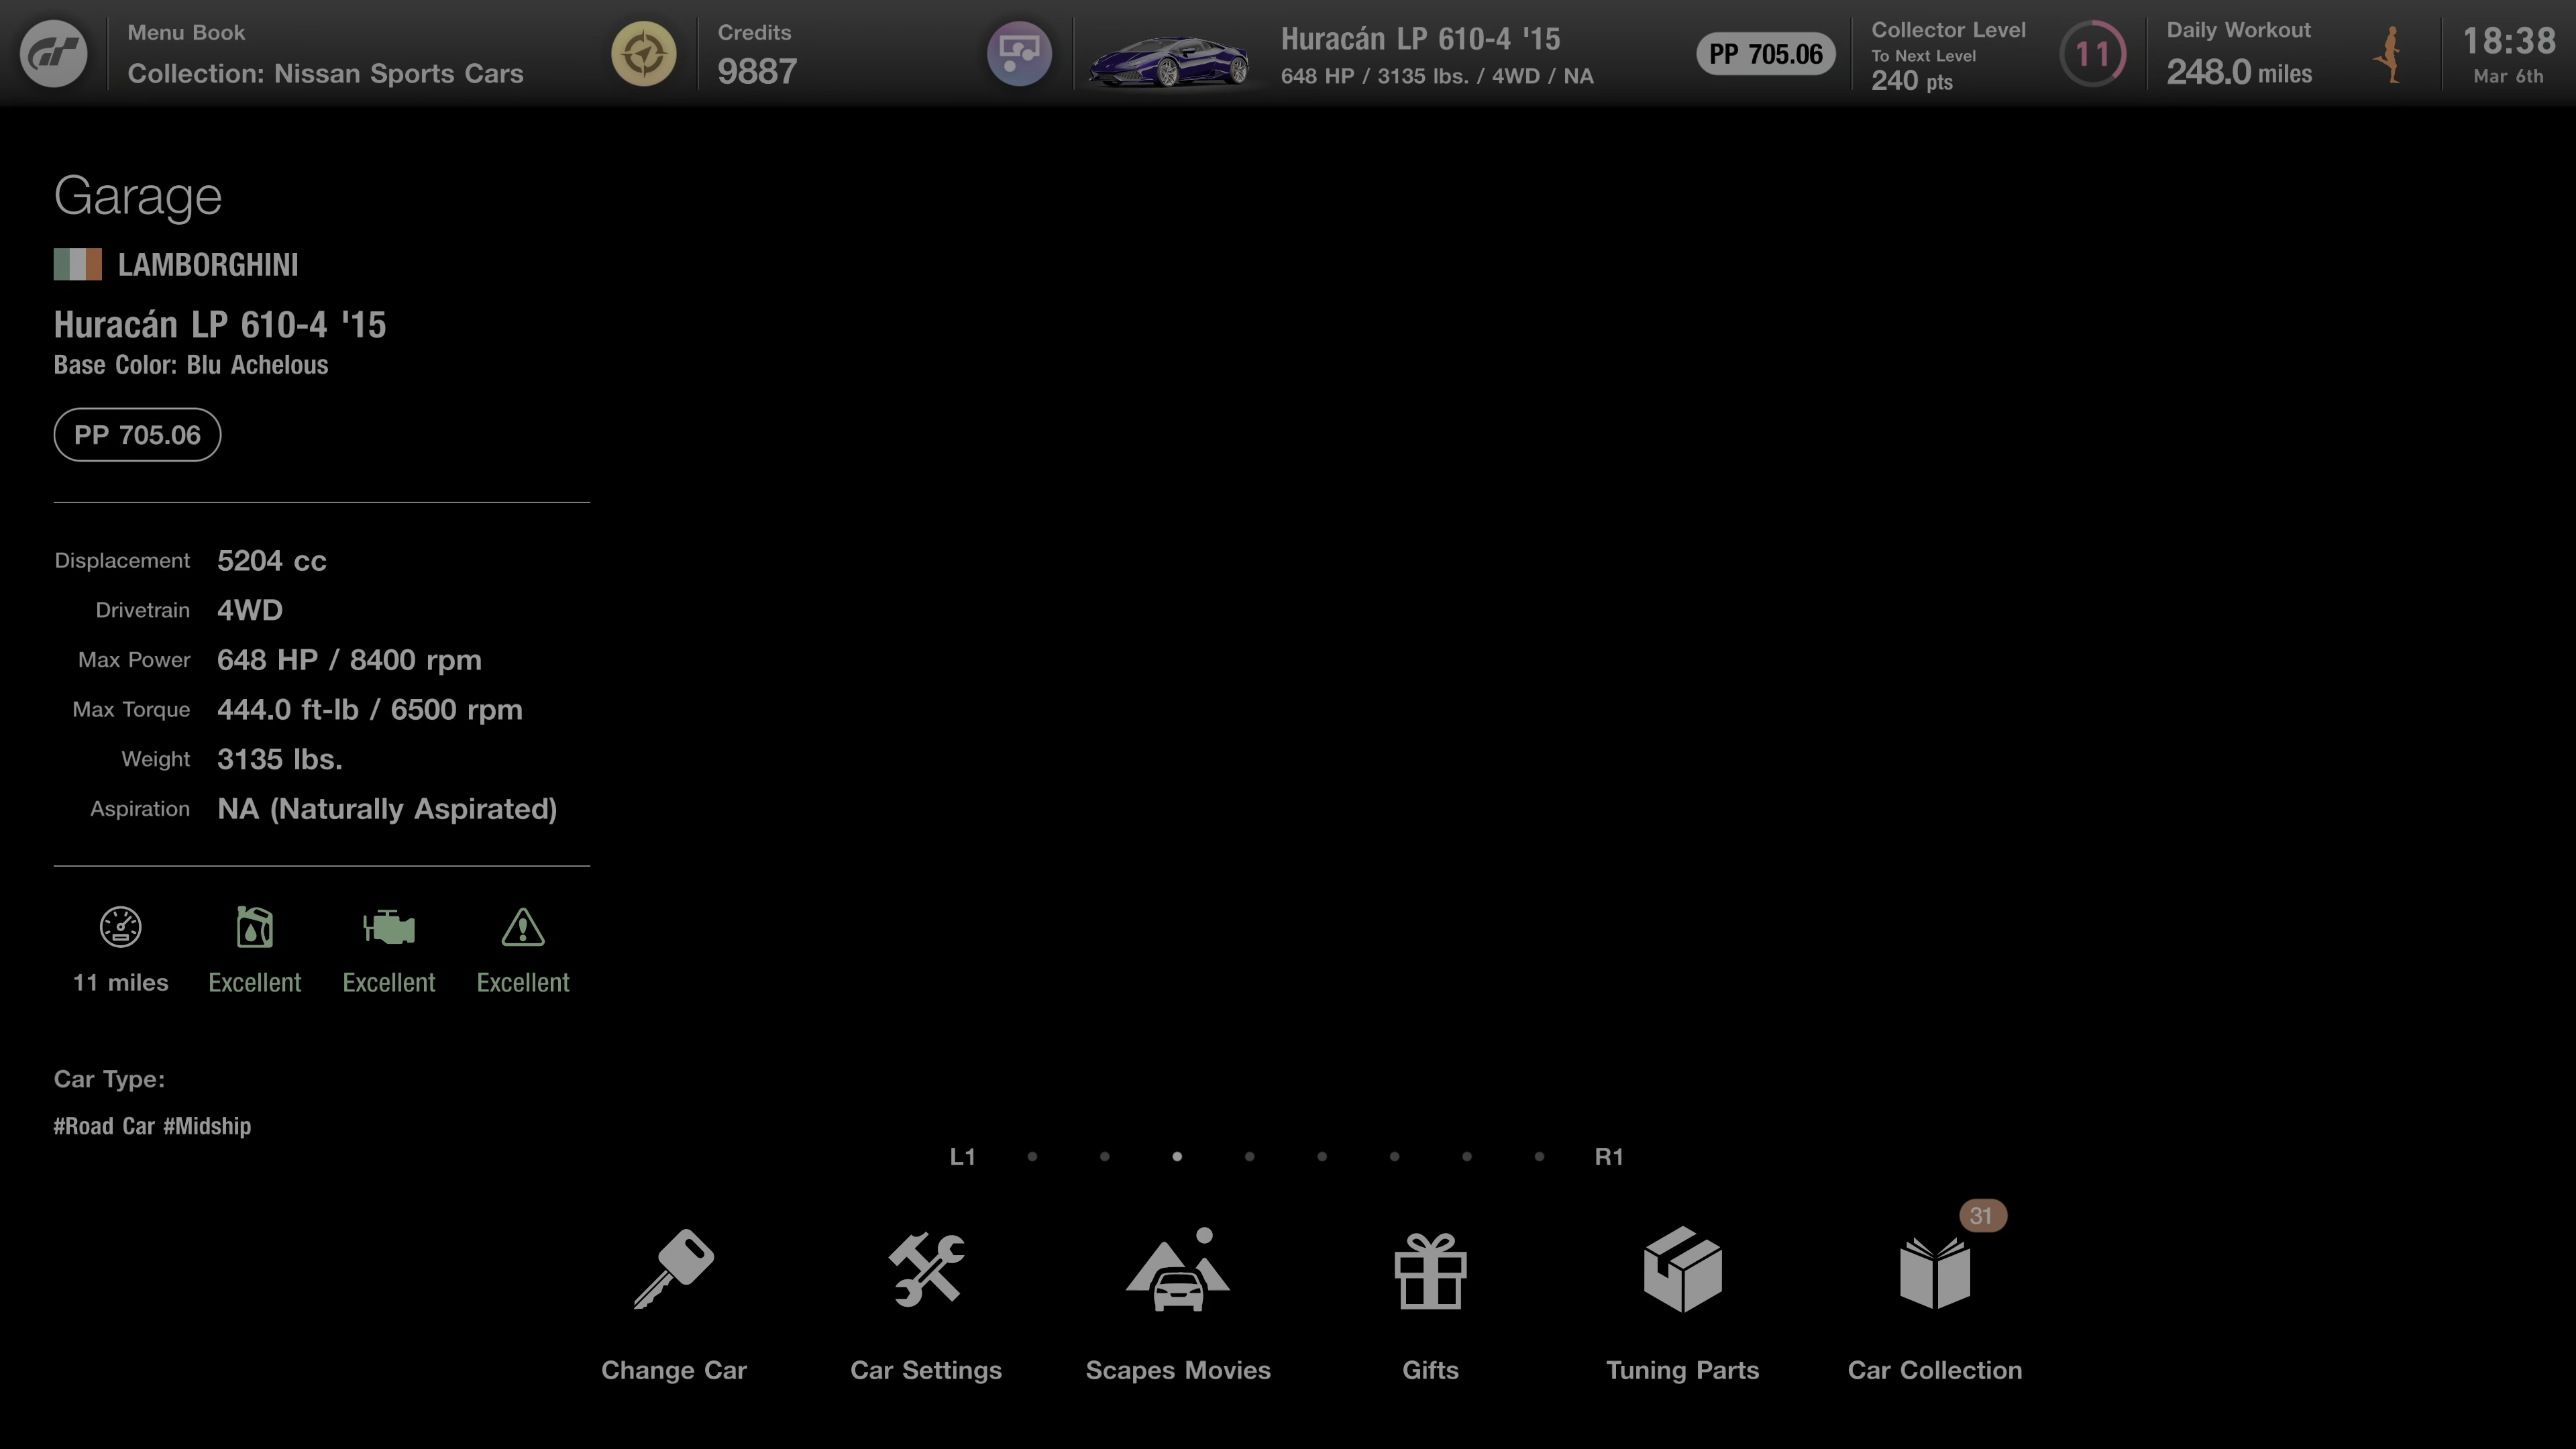 Menu Book
Collection: Nissan Sports Cars
Credits
9887
Huracán LP 610-4 '15
648 HP / 3135 lbs. / 4WD / NA
PP 705.06
Collector Level
To Next Level
240 pts
11
Daily Workout
248.0 miles
18:38
Mar 6th
Garage
LAMBORGHINI
Huracán LP 610-4 '15
Base Color: Blu Achelous
PP 705.06
Displacement 5204 cc
Drivetrain 4WD
Max Power 648 HP / 8400 rpm
Max Torque 444.0 ft-lb / 6500 rpm
Weight 3135 lbs.
Aspiration NA (Naturally Aspirated)
11 miles Excellent Excellent Excellent
Car Type:
#Road Car #Midship
L1 R1
31
Change Car Car Settings Scapes Movies Gifts Tuning Parts Car Collection